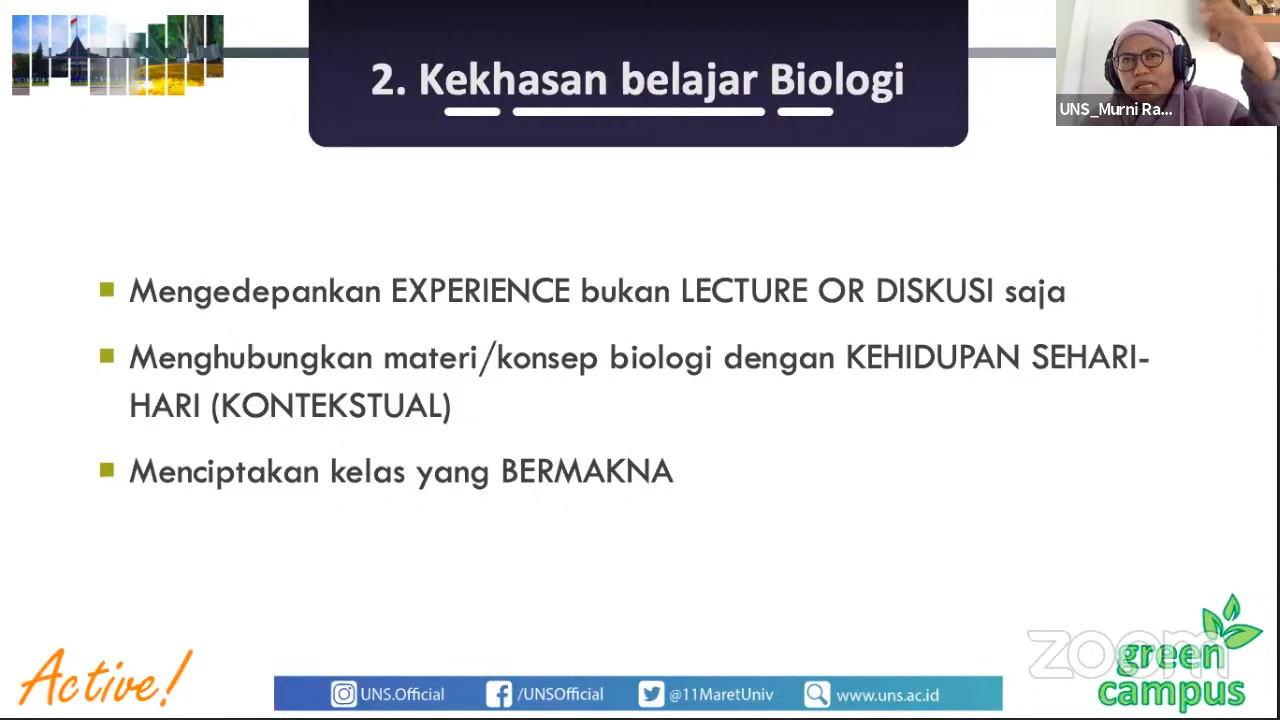 2. Kekhasan belajar Biologi
UNS_Murni Ra...
Mengedepankan EXPERIENCE bukan LECTURE OR DISKUSI saja
Menghubungkan materi/konsep biologi dengan KEHIDUPAN SEHARI-
HARI (KONTEKSTUAL)
Menciptakan kelas yang BERMAKNA
zoom
Active!
UNS.Official
/UNSOfficial
@11MaretUniv
www.uns.ac.id
green
campus